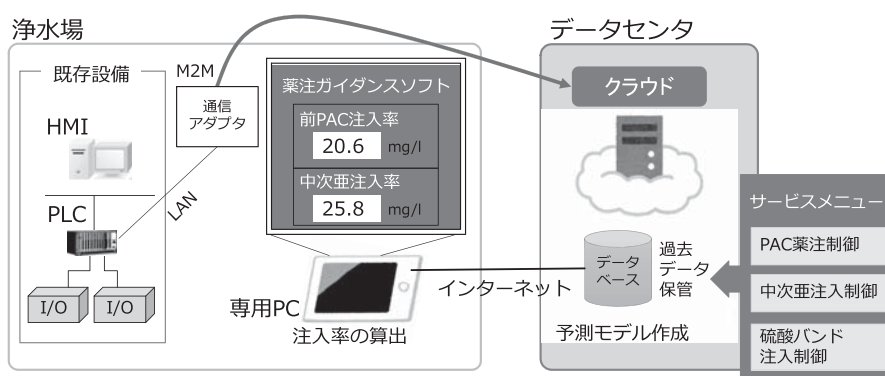 浄水場
既存設備
HMI
PLC
I/O
I/O
LAN
M2M
通信
アダプタ
薬注ガイダンスソフト
前PAC注入率
20.6 mg/l
中次亜注入率
25.8 mg/l
専用PC
注入率の算出
インターネット
データセンタ
クラウド
データ
ベース
過去
データ
保管
予測モデル作成
サービスメニュー
PAC薬注制御
中次亜注入制御
硫酸バンド
注入制御